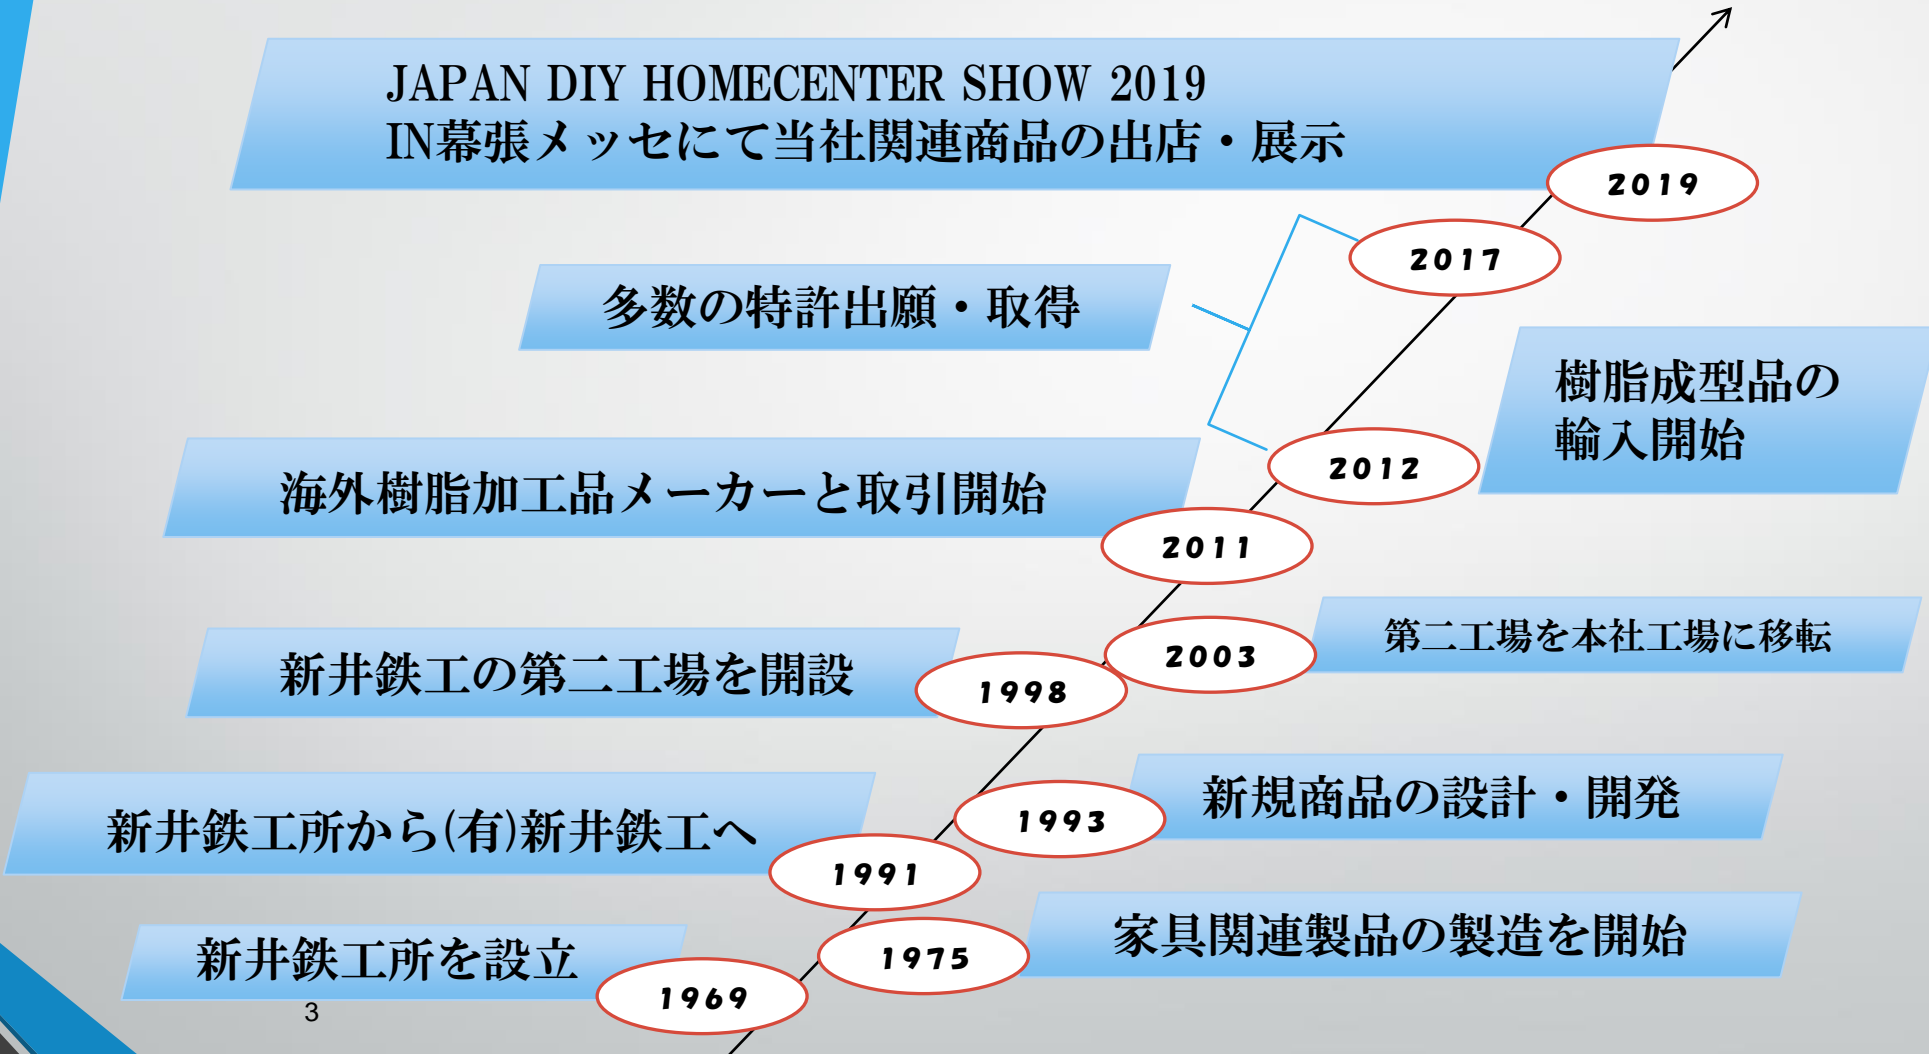 JAPAN DIY HOMECENTER SHOW 2019
IN幕張メッセにて当社関連商品の出店・展示
2019
2017
多数の特許出願・取得
樹脂成型品の
輸入開始
2012
海外樹脂加工品メーカーと取引開始
2011
第二工場を本社工場に移転
2003
新井鉄工の第二工場を開設
1998
新規商品の設計・開発
1993
新井鉄工所から(有)新井鉄工へ
1991
家具関連製品の製造を開始
1975
新井鉄工所を設立
1969
3